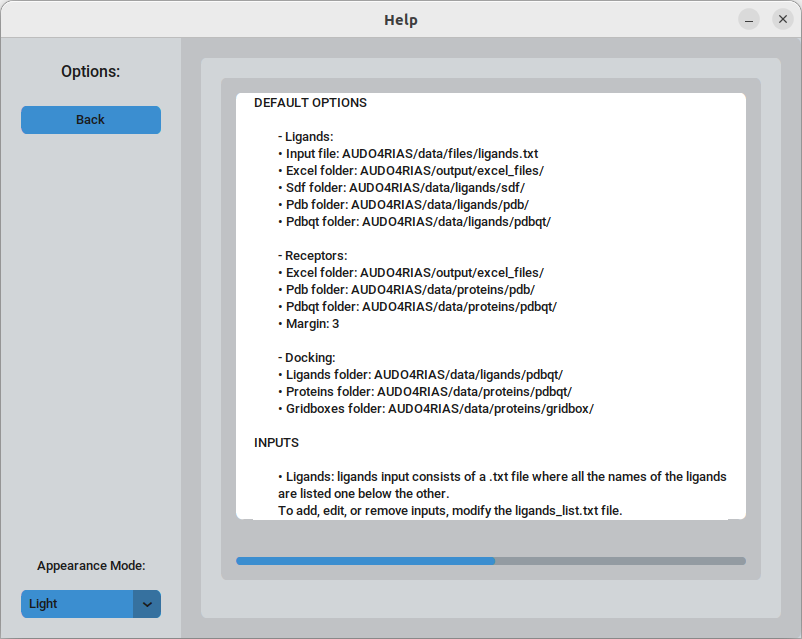 Help
Options:
Back
DEFAULT OPTIONS
- Ligands:
• Input file: AUDO4RIAS/data/files/ligands.txt
• Excel folder: AUDO4RIAS/output/excel_files/
• Sdf folder: AUDO4RIAS/data/ligands/sdf/
• Pdb folder: AUDO4RIAS/data/ligands/pdb/
• Pdbqt folder: AUDO4RIAS/data/ligands/pdbqt/
- Receptors:
• Excel folder: AUDO4RIAS/output/excel_files/
• Pdb folder: AUDO4RIAS/data/proteins/pdb/
• Pdbqt folder: AUDO4RIAS/data/proteins/pdbqt/
• Margin: 3
- Docking:
• Ligands folder: AUDO4RIAS/data/ligands/pdbqt/
• Proteins folder: AUDO4RIAS/data/proteins/pdbqt/
• Gridboxes folder: AUDO4RIAS/data/proteins/gridbox/
INPUTS
• Ligands: ligands input consists of a .txt file where all the names of the ligands
are listed one below the other.
To add, edit, or remove inputs, modify the ligands_list.txt file.
Appearance Mode:
Light